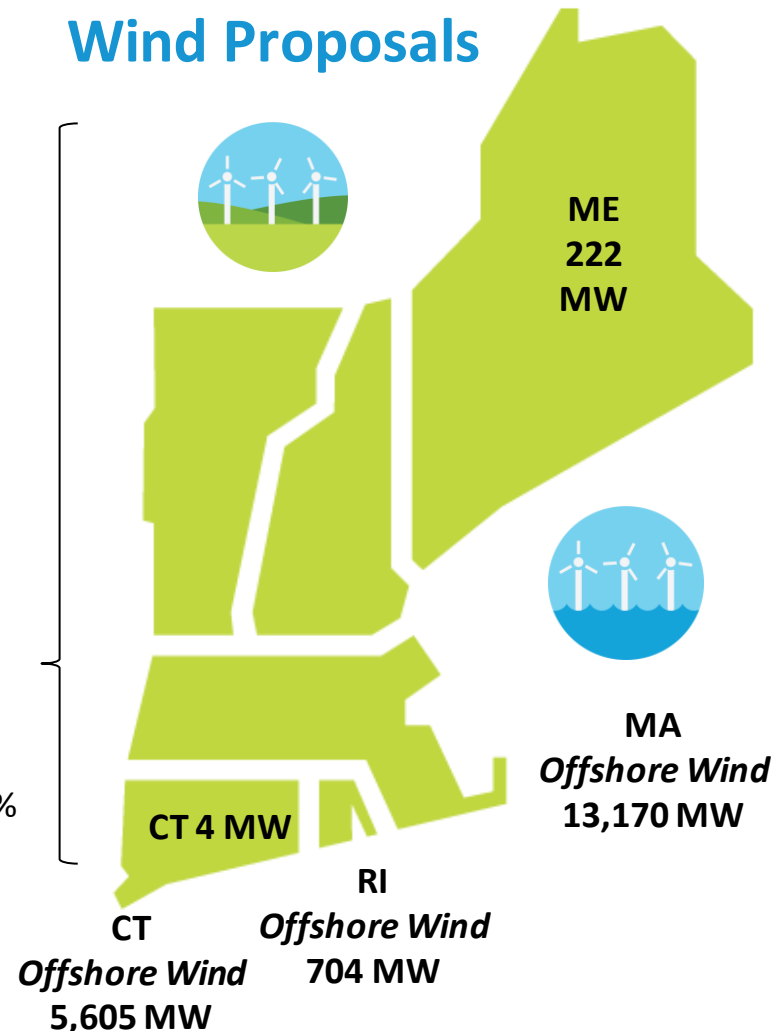 Wind Proposals
ME
222
MW
MA
Offshore Wind
13,170 MW
%
CT 4 MW
RI
Offshore Wind
704 MW
CT
Offshore Wind
5,605 MW